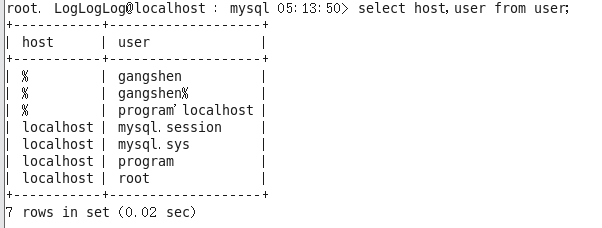 root. LogLogLog@localhost : mysql 05:13:50> select host,user from user;
+-----------+-------------------+
| host | user |
+-----------+-------------------+
| % | gangshen |
| % | gangshen% |
| % | program'localhost |
| localhost | mysql.session |
| localhost | mysql.sys |
| localhost | program |
| localhost | root |
+-----------+-------------------+
7 rows in set (0.02 sec)